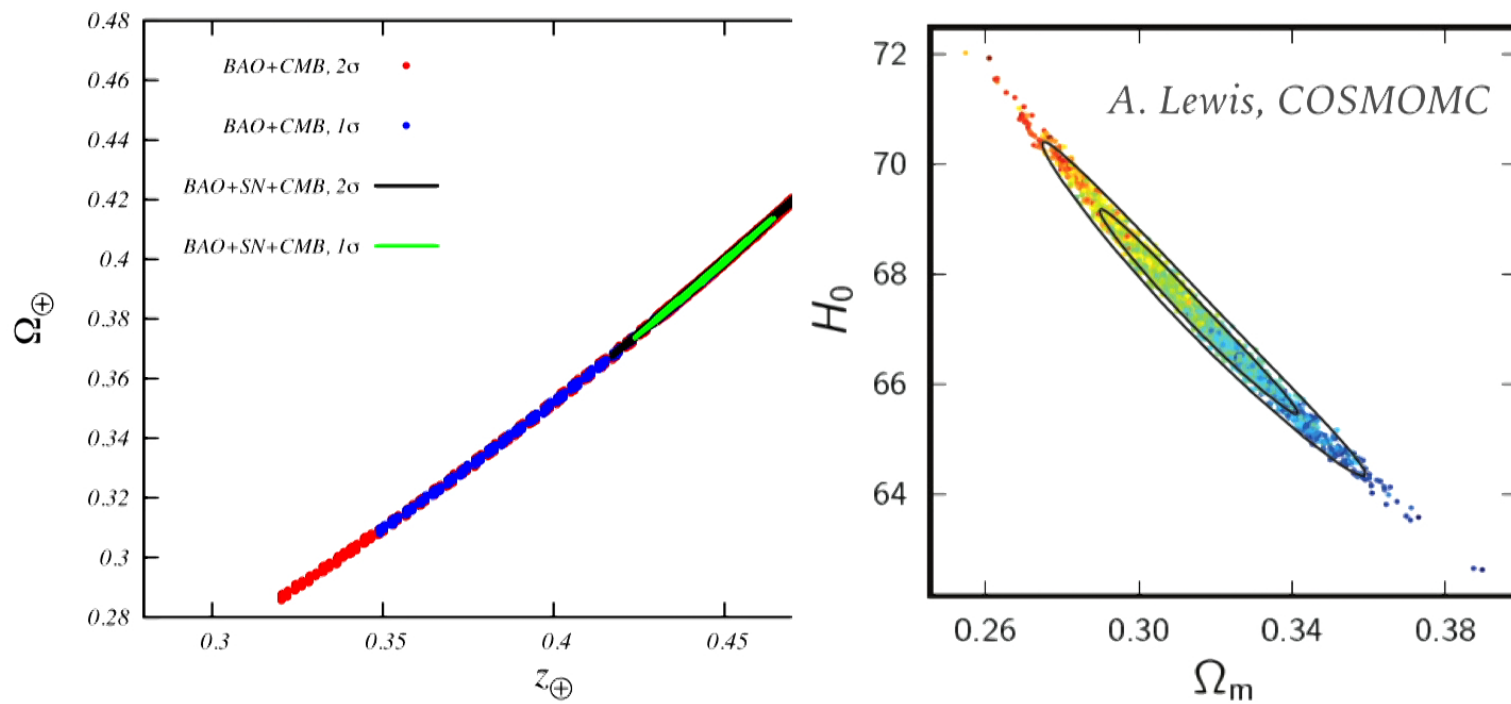 0.48
0.46
0.44
0.42
0.4
0.38
0.36
0.34
0.32
0.3
0.28
Ω⊕
BAO+CMB, 2σ
BAO+CMB, 1σ
BAO+SN+CMB, 2σ
BAO+SN+CMB, 1σ
0.3 0.35 0.4 0.45
z⊕
72
70
68
66
64
H₀
A. Lewis, COSMOMC
0.26 0.30 0.34 0.38
Ωₘ